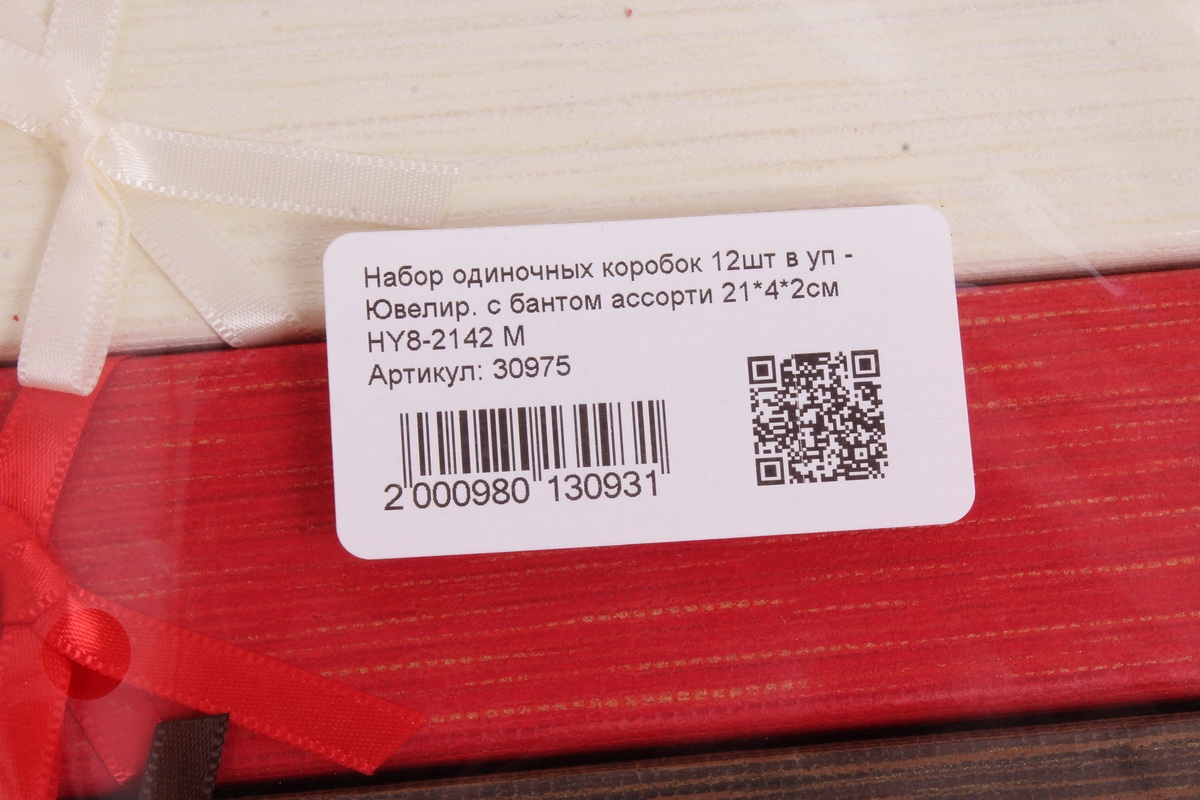 Набор одиночных коробок 12шт в уп -
Ювелир. с бантом ассорти 21*4*2см
HY8-2142 M
Артикул: 30975
2 000980 130931